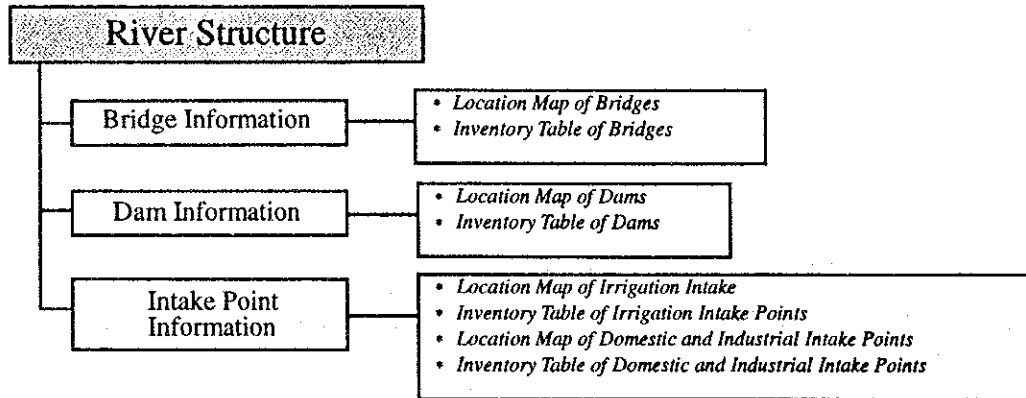 River Structure
Bridge Information
* Location Map of Bridges
* Inventory Table of Bridges
Dam Information
* Location Map of Dams
* Inventory Table of Dams
Intake Point
Information
* Location Map of Irrigation Intake
* Inventory Table of Irrigation Intake Points
* Location Map of Domestic and Industrial Intake Points
* Inventory Table of Domestic and Industrial Intake Points